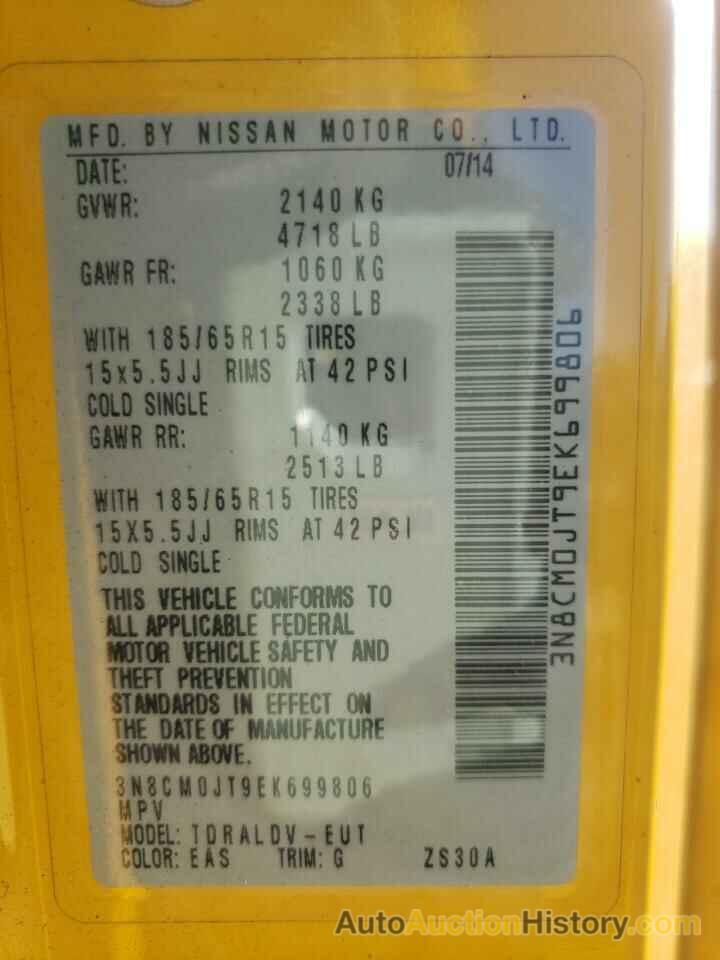 MFD. BY NISSAN MOTOR CO., LTD.
DATE: 07/14
GVWR: 2140 KG
4718 LB
GAWR FR: 1060 KG
2338 LB
WITH 185/65R15 TIRES
15x5.5JJ RIMS AT 42 PSI
COLD SINGLE
GAWR RR: 1140 KG
2513 LB
WITH 185/65R15 TIRES
15X5.5JJ RIMS AT 42 PSI
COLD SINGLE
THIS VEHICLE CONFORMS TO
ALL APPLICABLE FEDERAL
MOTOR VEHICLE SAFETY AND
THEFT PREVENTION
STANDARDS IN EFFECT ON
THE DATE OF MANUFACTURE
SHOWN ABOVE.
3N8CM0JT9EK699806
MPV
MODEL: TDRALDV-EUT
COLOR: EAS TRIM: G ZS30A
3N8CM0JT9EK699806
AutoAuctionHistory.com